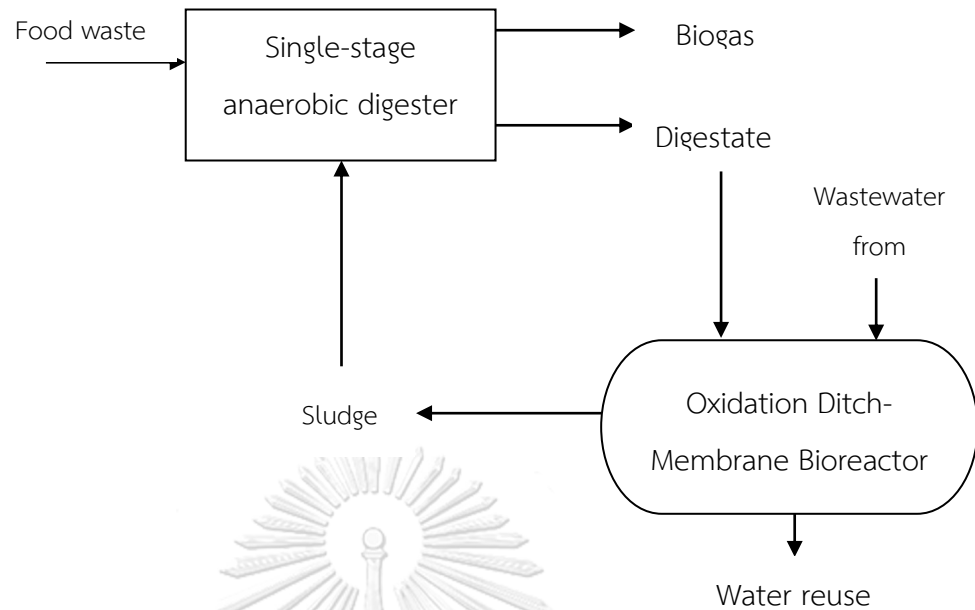 Food waste
Single-stage
anaerobic digester
Biogas
Digestate
Wastewater
from
Sludge
Oxidation Ditch-
Membrane Bioreactor
Water reuse